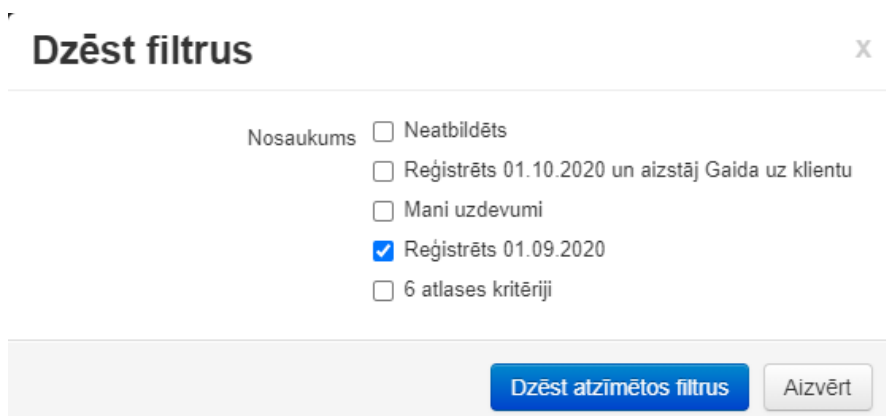 Dzēst filtrus x
Nosaukums Neatbildēts
Reģistrēts 01.10.2020 un aizstāj Gaida uz klientu
Mani uzdevumi
Reģistrēts 01.09.2020
6 atlases kritēriji
Dzēst atzīmētos filtrus Aizvērt